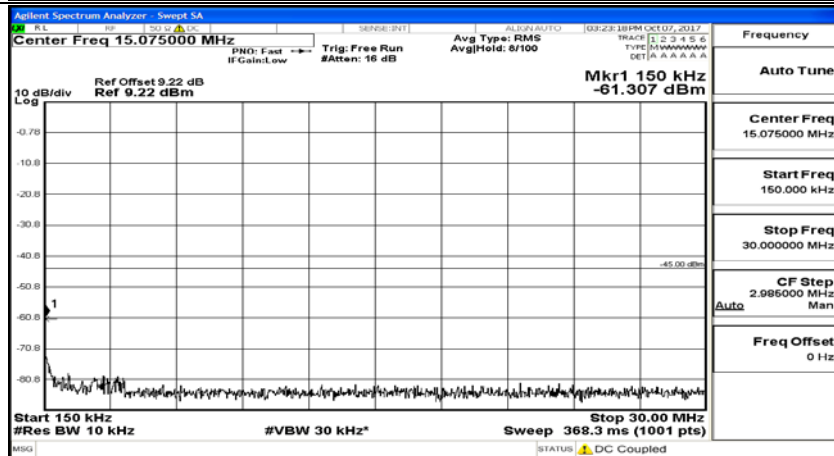 Agilent Spectrum Analyzer - Swept SA
RL RF 50 Ω DC SENSE:INT ALIGN AUTO 03:23:18 PM Oct 07, 2017
Center Freq 15.075000 MHz
PNO: Fast
IFGain:Low
Trig: Free Run
#Atten: 16 dB
Avg Type: RMS
Avg|Hold: 8/100
TRACE 1 2 3 4 5 6
TYPE M WWWWW
DET A A A A A A
Frequency
Auto Tune
Ref Offset 9.22 dB
10 dB/div Ref 9.22 dBm
Log
Mkr1 150 kHz
-61.307 dBm
-0.78
-10.8
-20.8
-30.8
-40.8
-50.8
-60.8
-70.8
-80.8
-45.00 dBm
1
Center Freq
15.075000 MHz
Start Freq
150.000 kHz
Stop Freq
30.000000 MHz
CF Step
2.985000 MHz
Auto Man
Freq Offset
0 Hz
Start 150 kHz Stop 30.00 MHz
#Res BW 10 kHz #VBW 30 kHz* Sweep 368.3 ms (1001 pts)
MSG STATUS DC Coupled